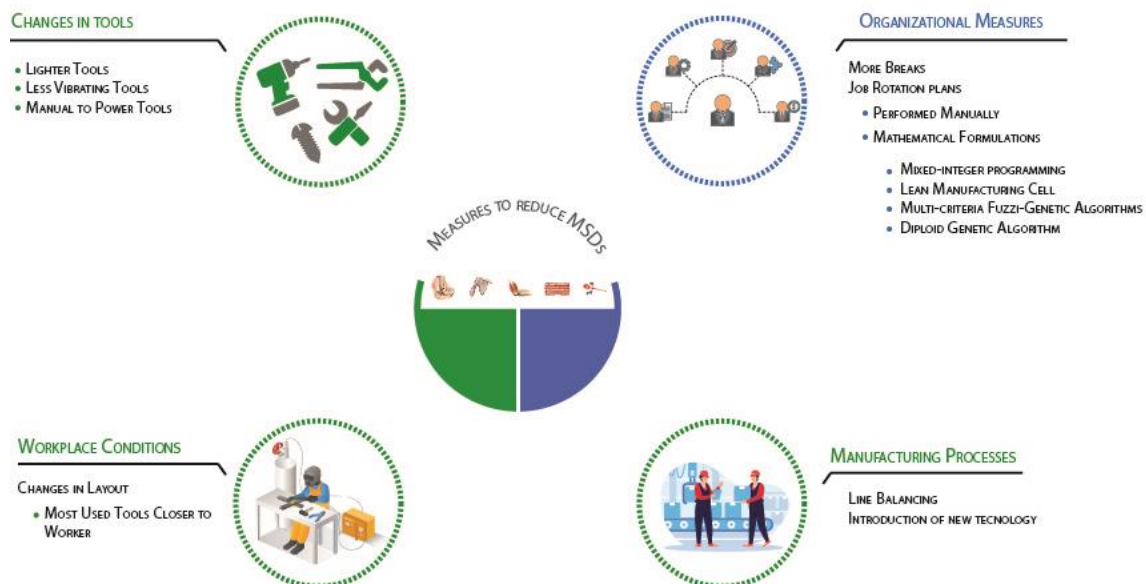 Changes in tools
Lighter Tools
Less Vibrating Tools
Manual to Power Tools
Organizational Measures
More Breaks
Job Rotation plans
Performed Manually
Mathematical Formulations
Mixed-integer programming
Lean Manufacturing Cell
Multi-criteria Fuzzi-Genetic Algorithms
Diploid Genetic Algorithm
Measures to reduce MSDs
Workplace Conditions
Changes in Layout
Most Used Tools Closer to
Worker
Manufacturing Processes
Line Balancing
Introduction of new tecnology